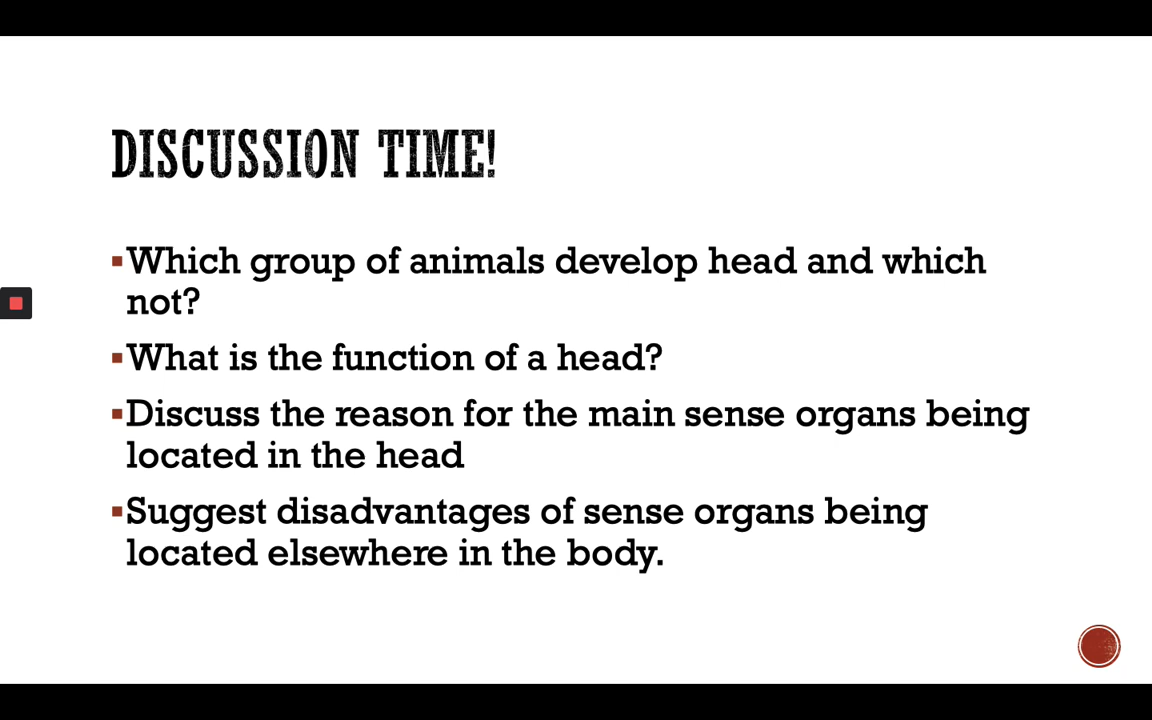 DISCUSSION TIME!
▪Which group of animals develop head and which
not?
▪What is the function of a head?
▪Discuss the reason for the main sense organs being
located in the head
▪Suggest disadvantages of sense organs being
located elsewhere in the body.